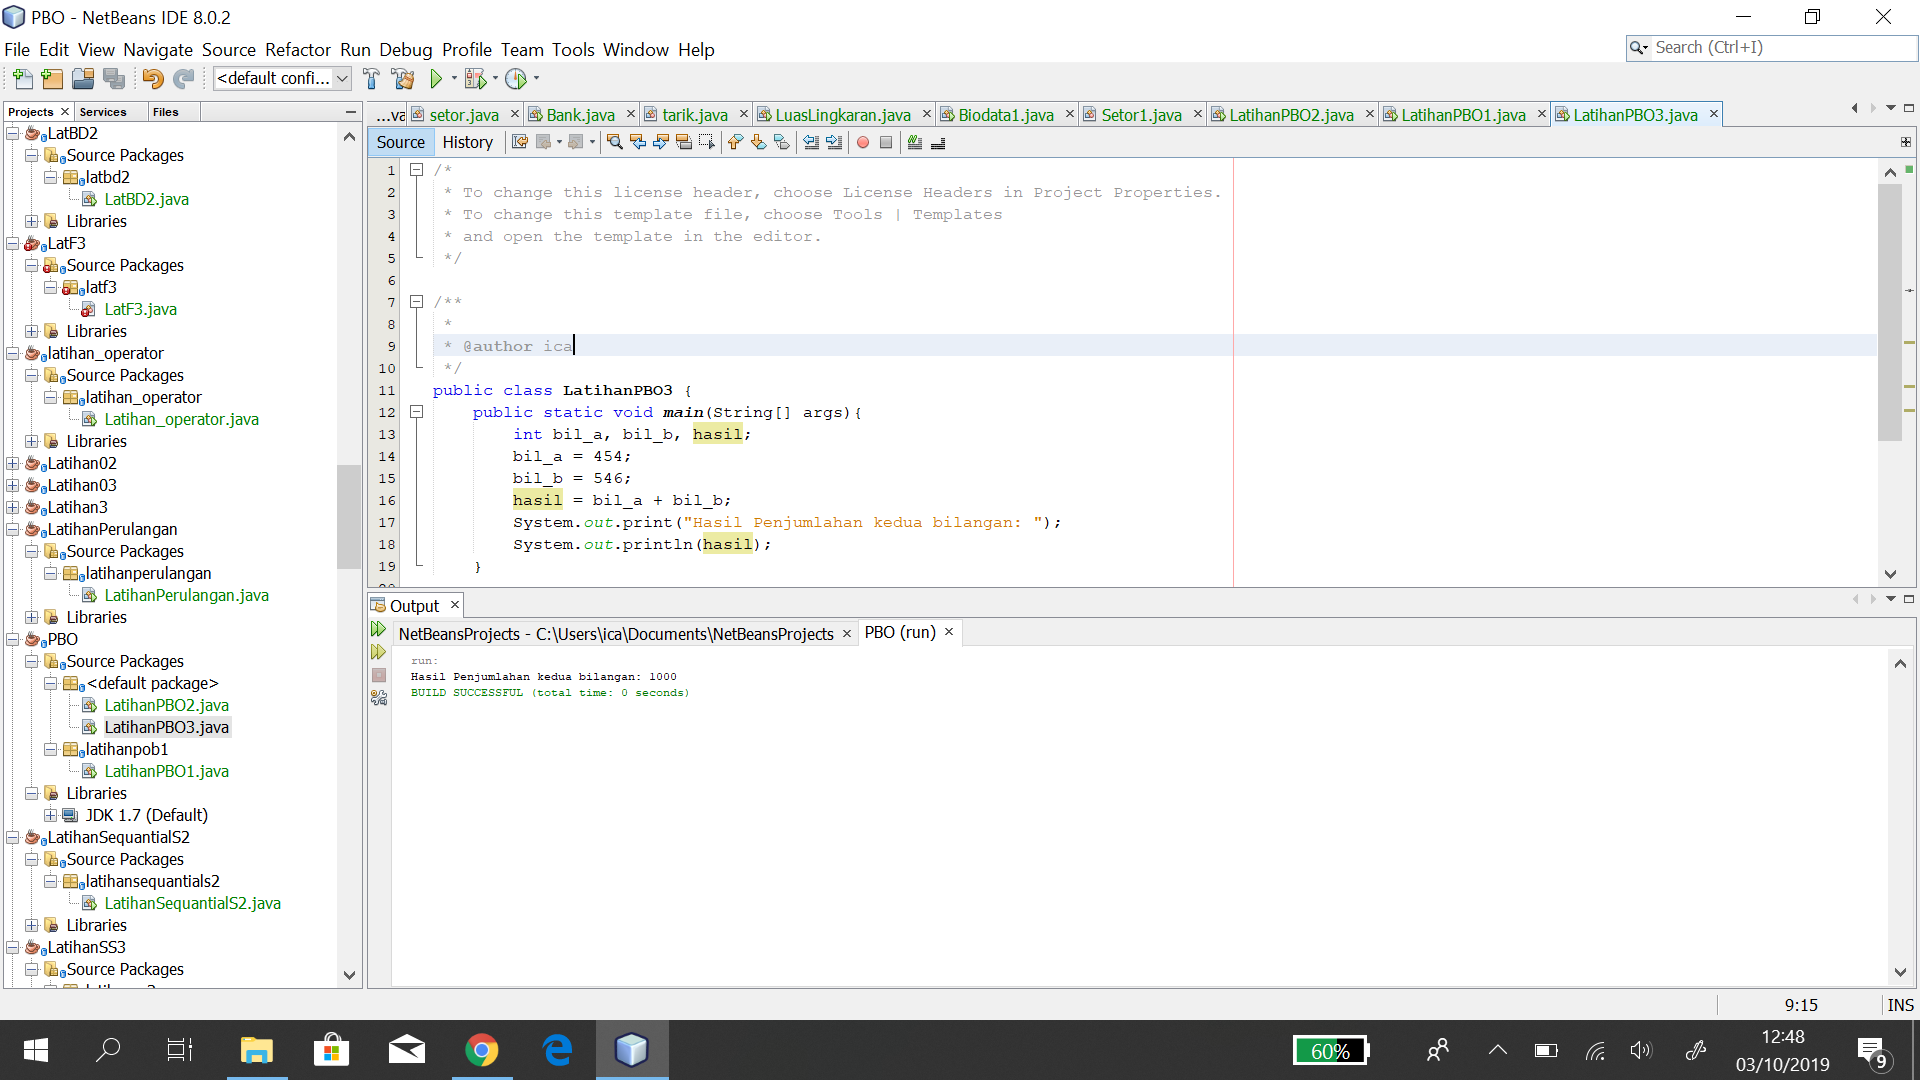 PBO - NetBeans IDE 8.0.2
File Edit View Navigate Source Refactor Run Debug Profile Team Tools Window Help
Search (Ctrl+I)
<default confi...
Projects Services Files
LatBD2
Source Packages
latbd2
LatBD2.java
Libraries
LatF3
Source Packages
latf3
LatF3.java
Libraries
latihan_operator
Source Packages
latihan_operator
Latihan_operator.java
Libraries
Latihan02
Latihan03
Latihan3
LatihanPerulangan
Source Packages
latihanperulangan
LatihanPerulangan.java
Libraries
PBO
Source Packages
<default package>
LatihanPBO2.java
LatihanPBO3.java
latihanpob1
LatihanPBO1.java
Libraries
JDK 1.7 (Default)
LatihanSequantialS2
Source Packages
latihansequantials2
LatihanSequantialS2.java
Libraries
LatihanSS3
Source Packages
...va setor.java Bank.java tarik.java LuasLingkaran.java Biodata1.java Setor1.java LatihanPBO2.java LatihanPBO1.java LatihanPBO3.java
Source History
1 /*
2 * To change this license header, choose License Headers in Project Properties.
3 * To change this template file, choose Tools | Templates
4 * and open the template in the editor.
5 */
6
7 /**
8 *
9 * @author ica
10 */
11 public class LatihanPBO3 {
12 public static void main(String[] args){
13 int bil_a, bil_b, hasil;
14 bil_a = 454;
15 bil_b = 546;
16 hasil = bil_a + bil_b;
17 System.out.print("Hasil Penjumlahan kedua bilangan: ");
18 System.out.println(hasil);
19 }
Output
NetBeansProjects - C:\Users\ica\Documents\NetBeansProjects PBO (run)
run:
Hasil Penjumlahan kedua bilangan: 1000
BUILD SUCCESSFUL (total time: 0 seconds)
9:15 INS
60%
12:48
03/10/2019
9